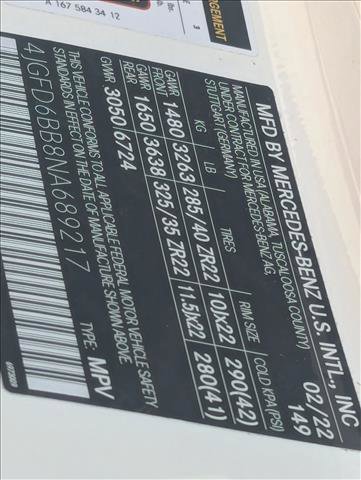 A 167 584 34 12
MFD BY MERCEDES-BENZ U.S. INTL., INC
MANUFACTURED IN USA (ALABAMA, TUSCALOOSA COUNTY) 02/22
UNDER CONTRACT FOR MERCEDES-BENZ AG, 149
STUTTGART (GERMANY)
KG LB TIRES RIM SIZE COLD KPA (PSI)
GAWR FRONT 1480 3263 285/40 ZR22 10Jx22 290(42)
GAWR REAR 1650 3638 325/35 ZR22 11.5Jx22 280(41)
GVWR 3050 6724
THIS VEHICLE CONFORMS TO ALL APPLICABLE FEDERAL MOTOR VEHICLE SAFETY
STANDARDS IN EFFECT ON THE DATE OF MANUFACTURE SHOWN ABOVE.
4JGFD6BB8NA689217 TYPE: MPV